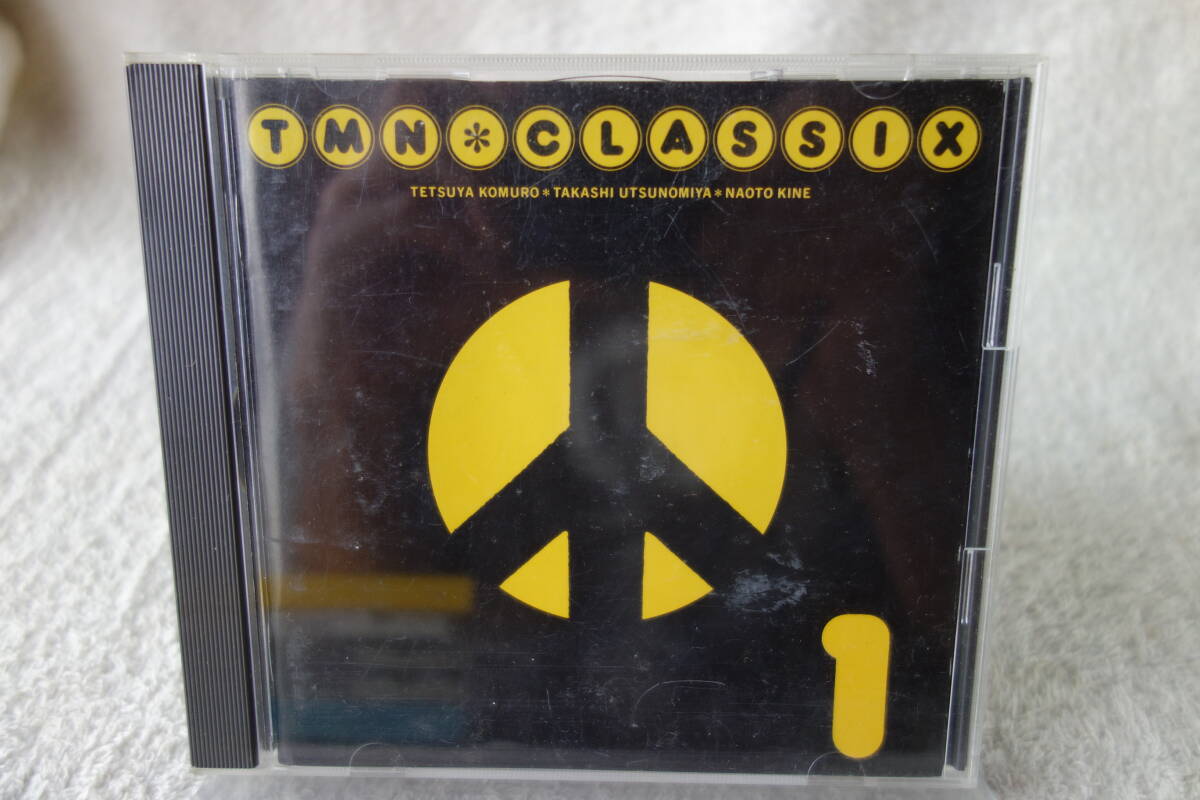 TMN*CLASSIX
TETSUYA KOMURO*TAKASHI UTSUNOMIYA*NAOTO KINE
1